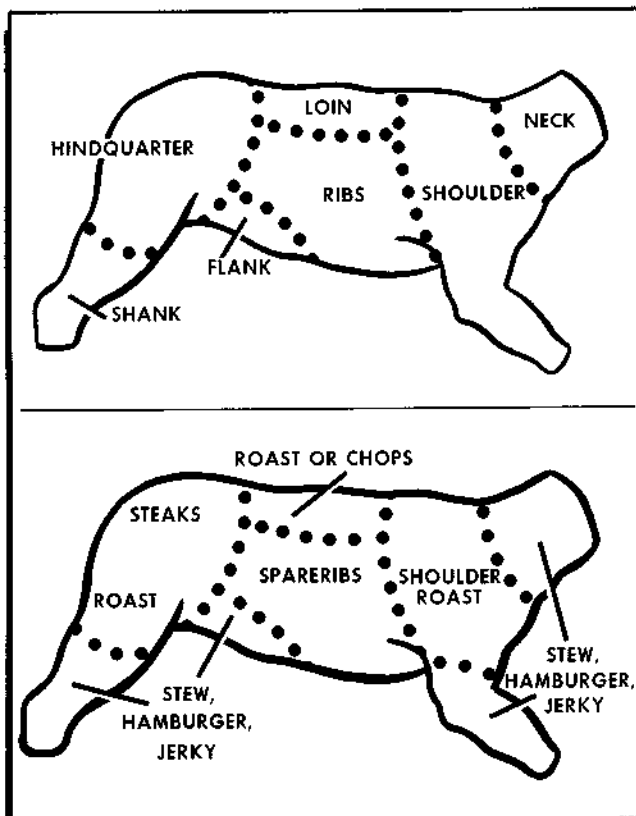 LOIN
NECK
HINDQUARTER
RIBS
SHOULDER
FLANK
SHANK
ROAST OR CHOPS
STEAKS
SPARERIBS
SHOULDER
ROAST
ROAST
STEW,
HAMBURGER,
JERKY
STEW,
HAMBURGER,
JERKY